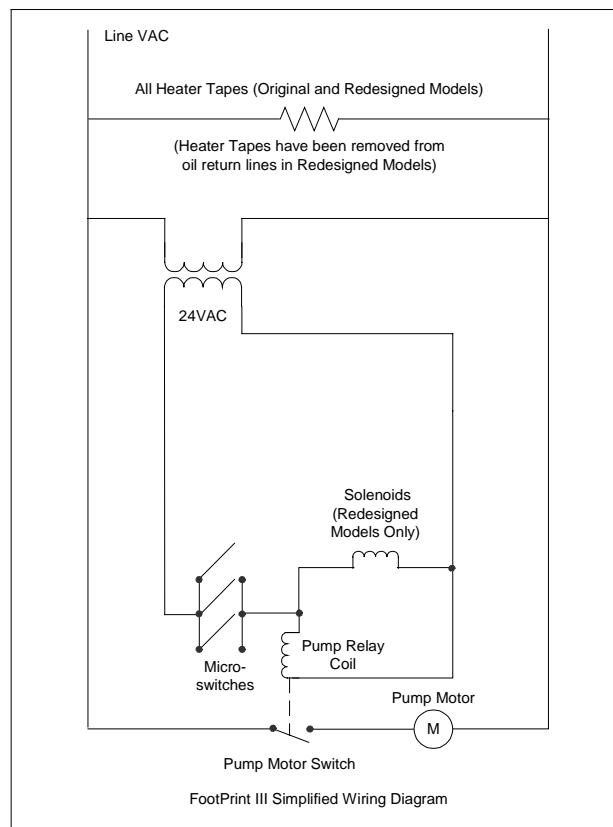 Line VAC
All Heater Tapes (Original and Redesigned Models)
(Heater Tapes have been removed from
oil return lines in Redesigned Models)
24VAC
Solenoids
(Redesigned
Models Only)
Micro-
switches
Pump Relay
Coil
Pump Motor
M
Pump Motor Switch
FootPrint III Simplified Wiring Diagram